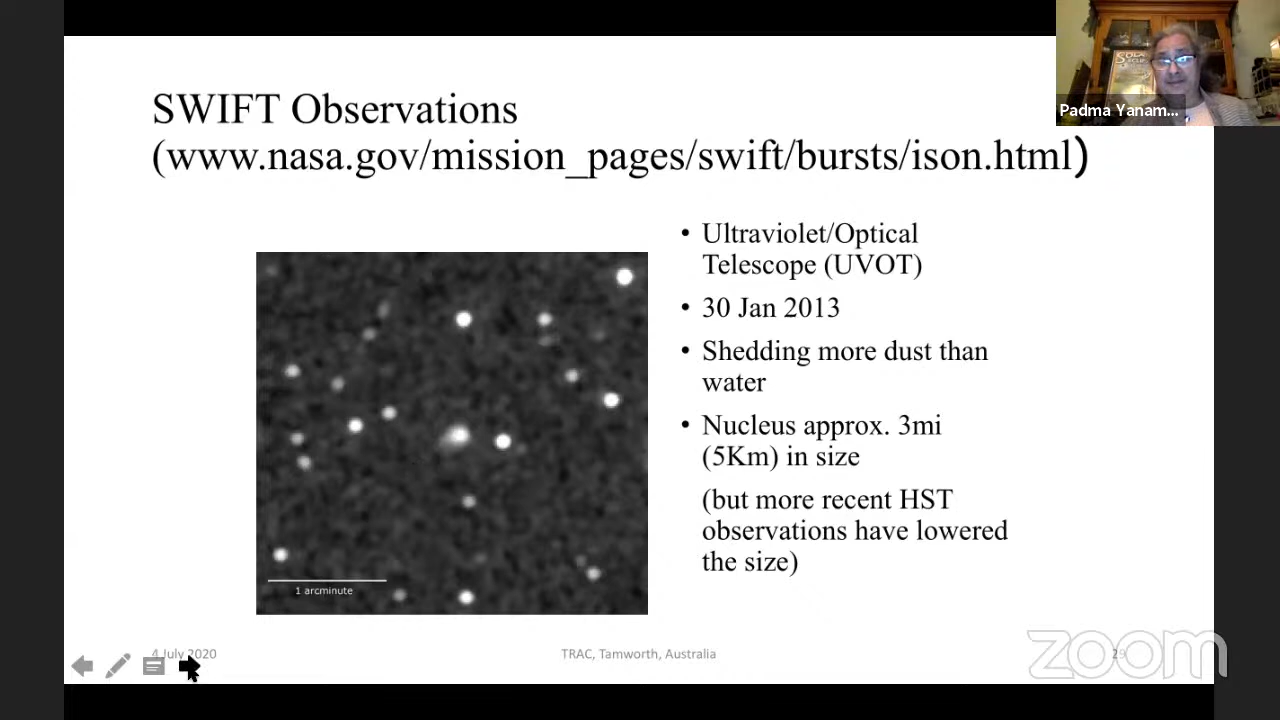 SWIFT Observations
(www.nasa.gov/mission_pages/swift/bursts/ison.html)
Padma Yanam...
• Ultraviolet/Optical
Telescope (UVOT)
• 30 Jan 2013
• Shedding more dust than
water
• Nucleus approx. 3mi
(5Km) in size
(but more recent HST
observations have lowered
the size)
1 arcminute
4 July 2020
TRAC, Tamworth, Australia
29
zoom